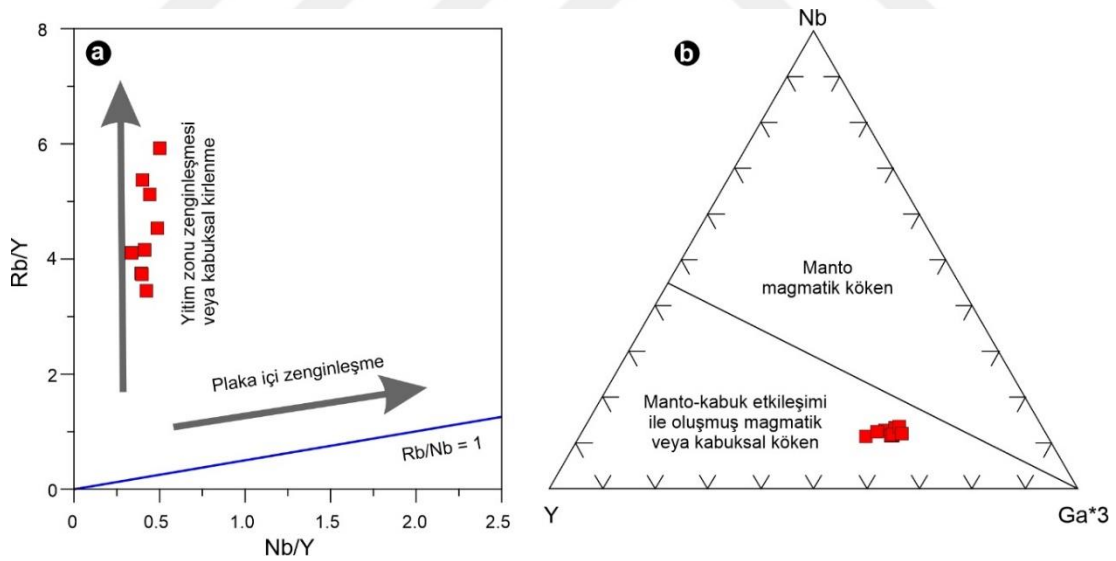 a
8
6
4
2
0
Rb/Y
Yitim zonu zenginleşmesi
veya kabuksal kirlenme
Plaka içi zenginleşme
Rb/Nb = 1
0
0.5
1.0
1.5
2.0
2.5
Nb/Y
b
Nb
Manto
magmatik köken
Manto-kabuk etkileşimi
ile oluşmuş magmatik
veya kabuksal köken
Y
Ga*3